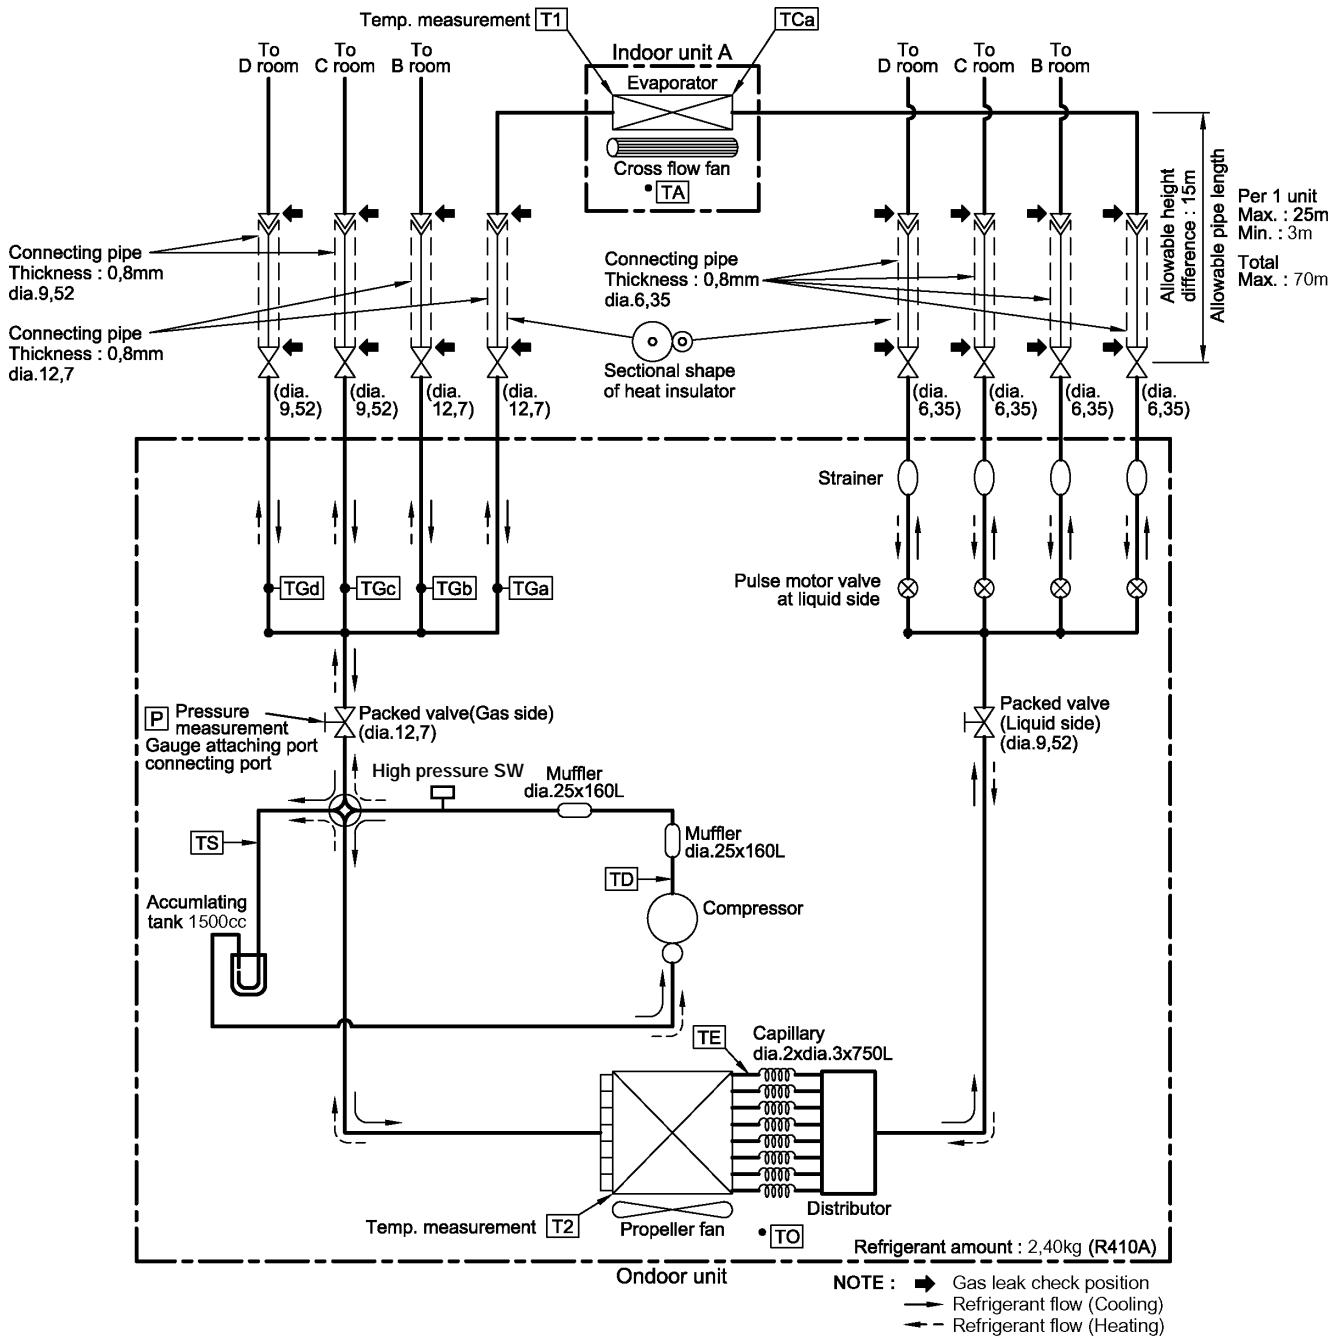 Temp. measurement T1
TCa
To
D room
To
C room
To
B room
Indoor unit A
Evaporator
Cross flow fan
TA
To
D room
To
C room
To
B room
Allowable height
difference : 15m
Allowable pipe length
Per 1 unit
Max. : 25m
Min. : 3m
Total
Max. : 70m
Connecting pipe
Thickness : 0,8mm
dia.9,52
Connecting pipe
Thickness : 0,8mm
dia.12,7
Connecting pipe
Thickness : 0,8mm
dia.6,35
Sectional shape
of heat insulator
(dia.
9,52)
(dia.
9,52)
(dia.
12,7)
(dia.
12,7)
(dia.
6,35)
(dia.
6,35)
(dia.
6,35)
(dia.
6,35)
Strainer
TGd
TGc
TGb
TGa
Pulse motor valve
at liquid side
P
Pressure
measurement
Gauge attaching port
connecting port
Packed valve(Gas side)
(dia.12,7)
Packed valve
(Liquid side)
(dia.9,52)
High pressure SW
Muffler
dia.25x160L
Muffler
dia.25x160L
TS
TD
Accumlating
tank 1500cc
Compressor
TE
Capillary
dia.2xdia.3x750L
Distributor
Temp. measurement T2
Propeller fan
TO
Refrigerant amount : 2,40kg (R410A)
Ondoor unit
NOTE :
Gas leak check position
Refrigerant flow (Cooling)
Refrigerant flow (Heating)